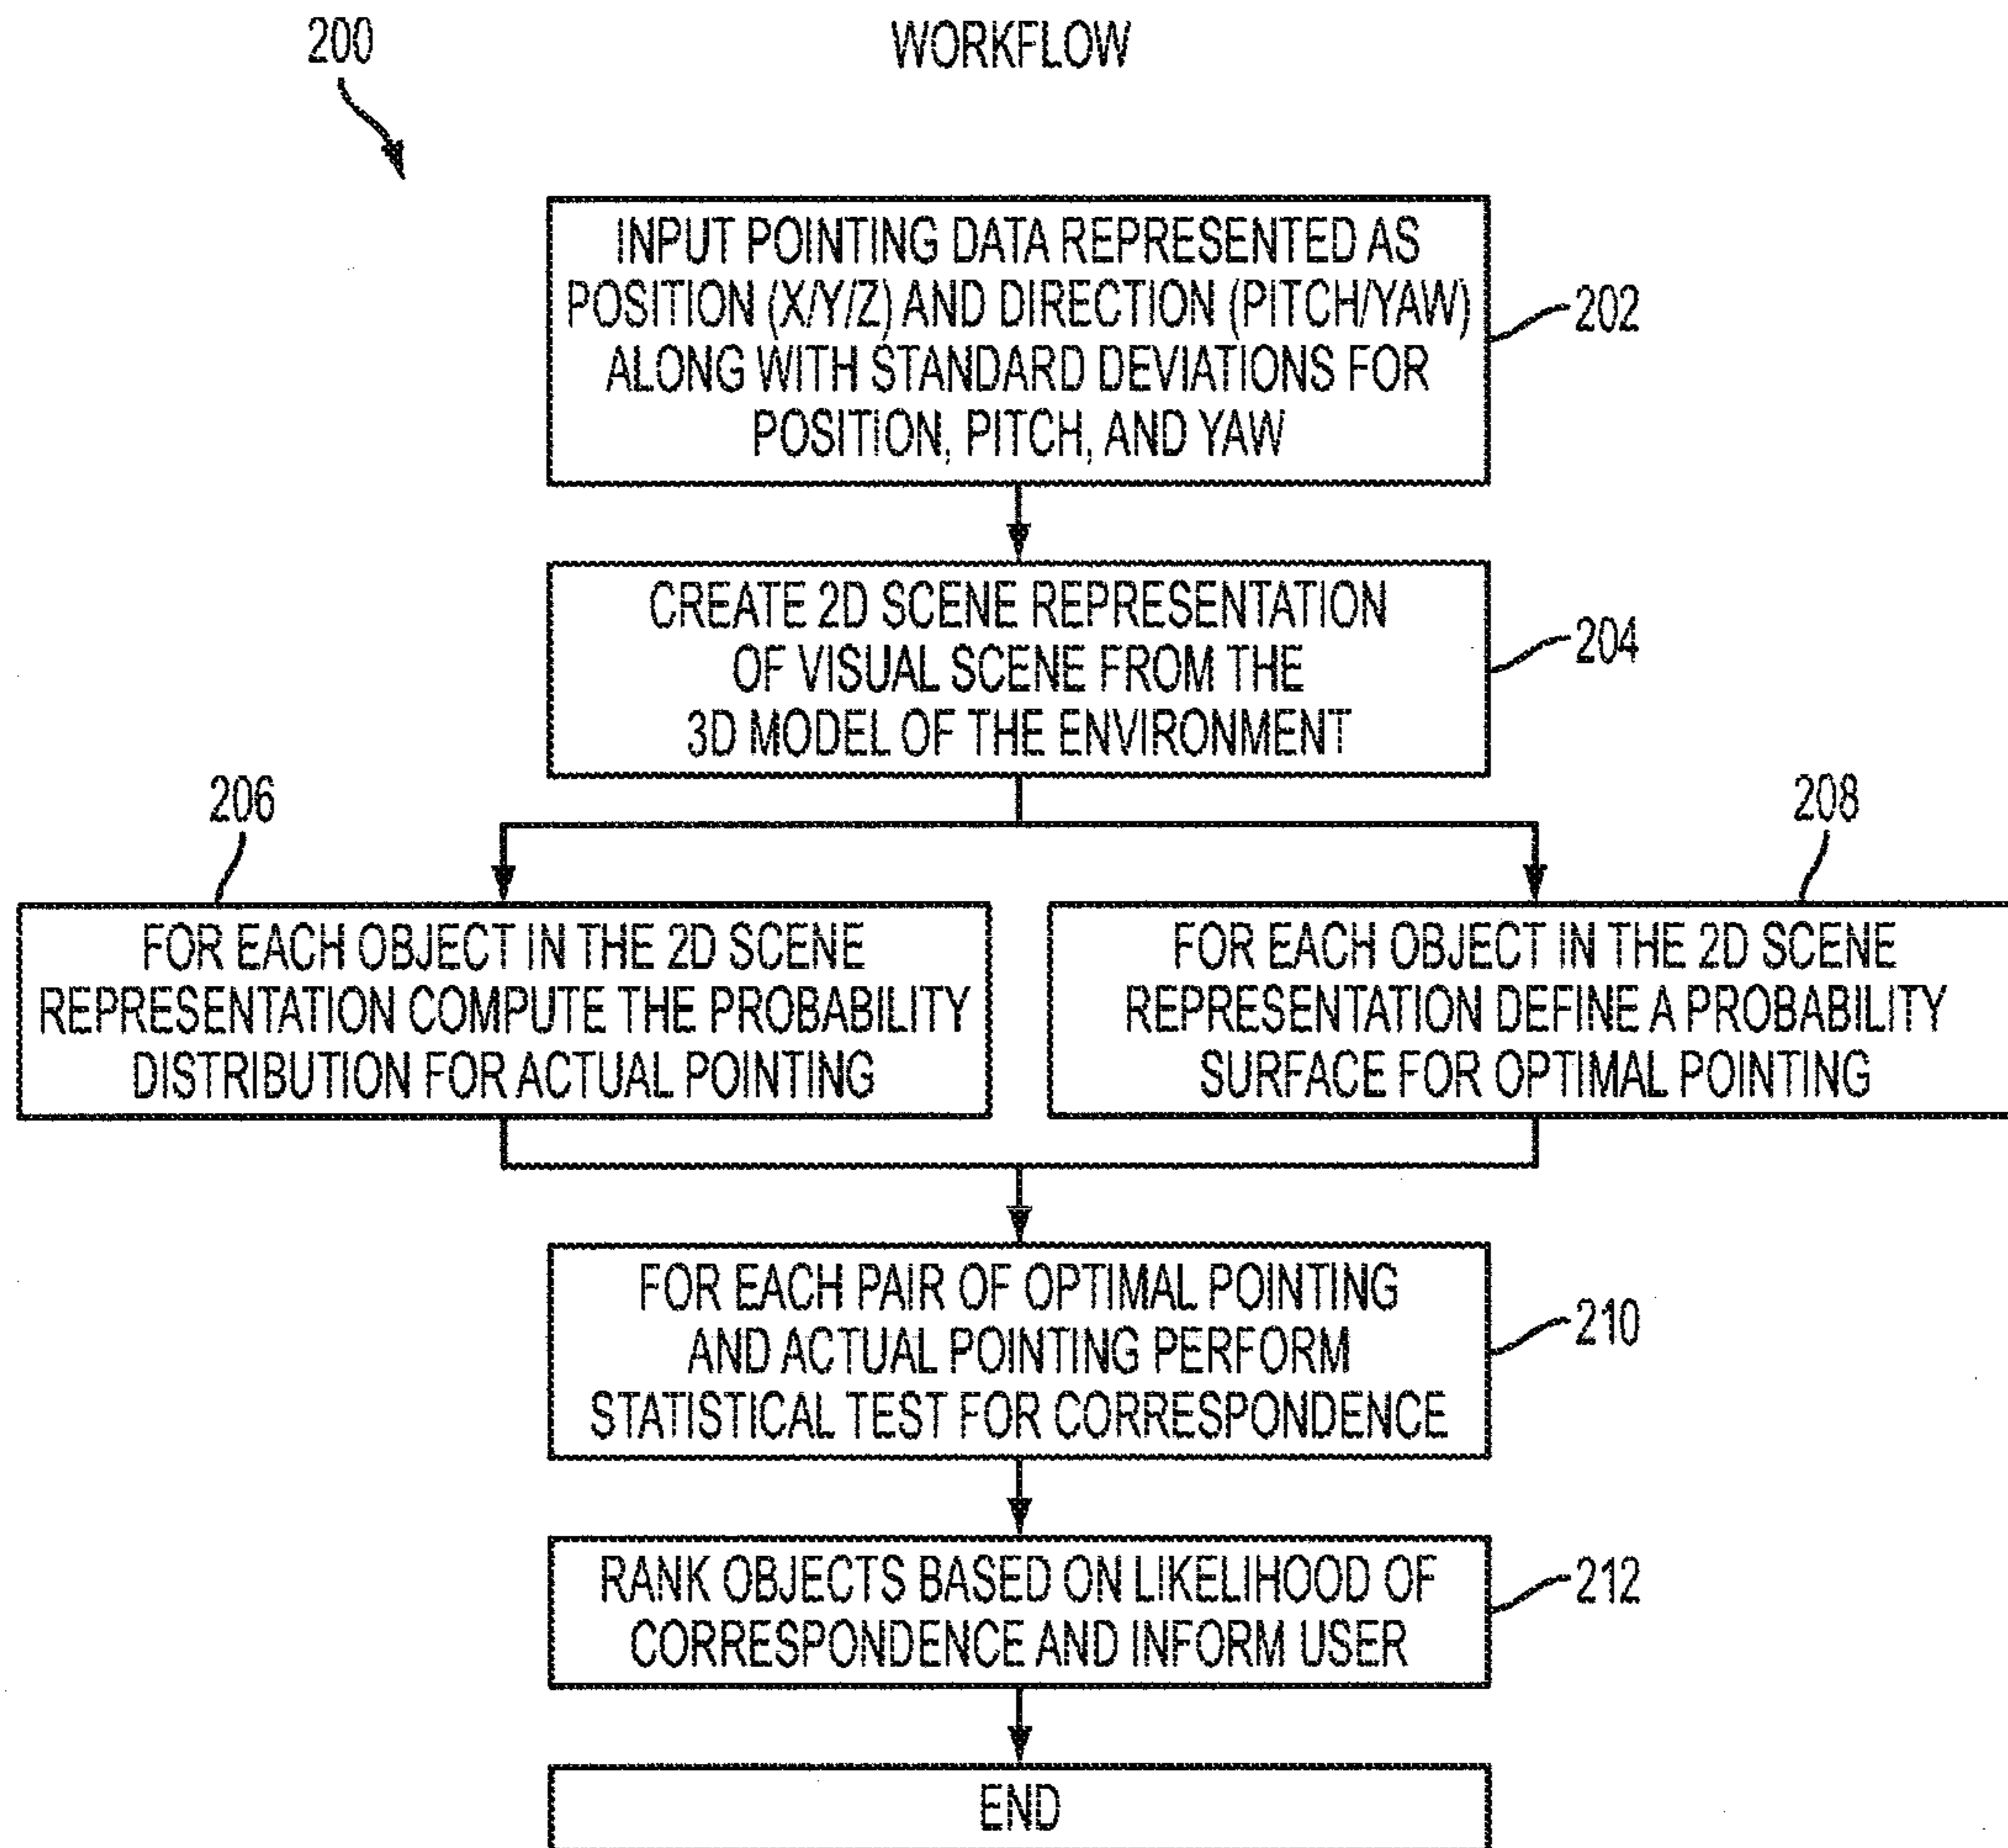 200
WORKFLOW
INPUT POINTING DATA REPRESENTED AS
POSITION (X/Y/Z) AND DIRECTION (PITCH/YAW)
ALONG WITH STANDARD DEVIATIONS FOR
POSITION, PITCH, AND YAW
202
CREATE 2D SCENE REPRESENTATION
OF VISUAL SCENE FROM THE
3D MODEL OF THE ENVIRONMENT
204
206
FOR EACH OBJECT IN THE 2D SCENE
REPRESENTATION COMPUTE THE PROBABILITY
DISTRIBUTION FOR ACTUAL POINTING
208
FOR EACH OBJECT IN THE 2D SCENE
REPRESENTATION DEFINE A PROBABILITY
SURFACE FOR OPTIMAL POINTING
FOR EACH PAIR OF OPTIMAL POINTING
AND ACTUAL POINTING PERFORM
STATISTICAL TEST FOR CORRESPONDENCE
210
RANK OBJECTS BASED ON LIKELIHOOD OF
CORRESPONDENCE AND INFORM USER
212
END